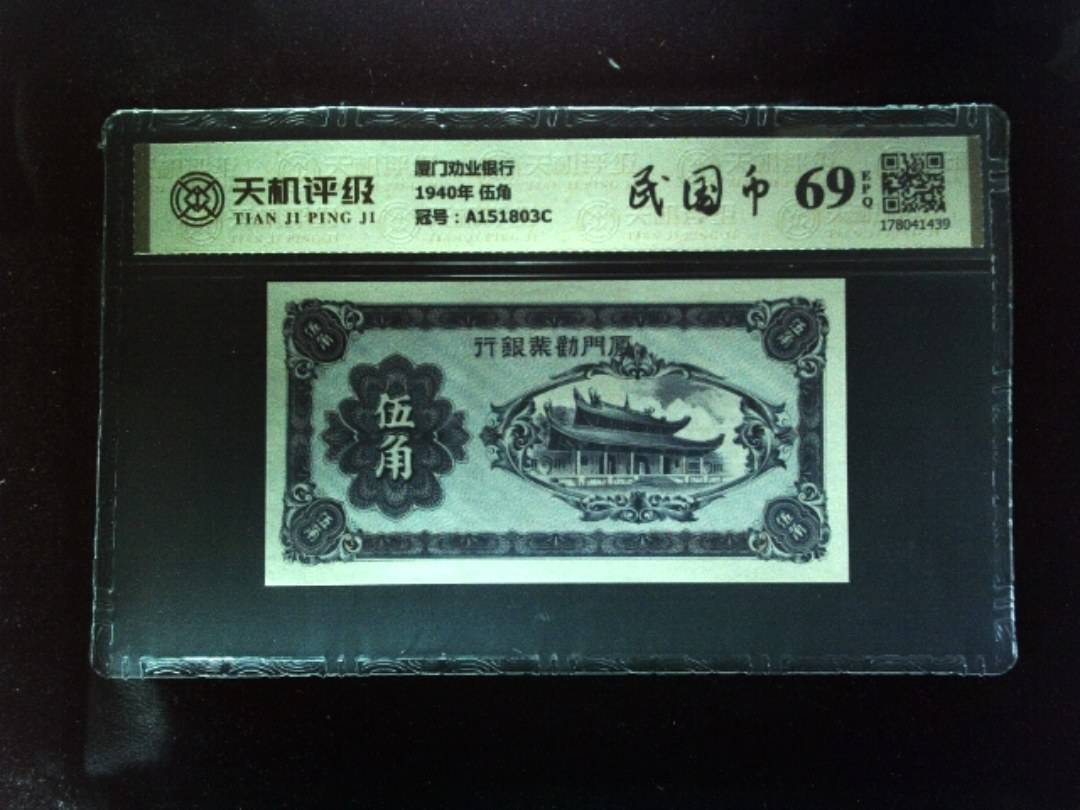 天机评级
TIAN JI PING JI
厦门劝业银行
1940年 伍角
冠号：A151803C
民国币
69
EPQ
178041439
行銀業勸門厦
伍角
伍角
伍角
伍角
伍角